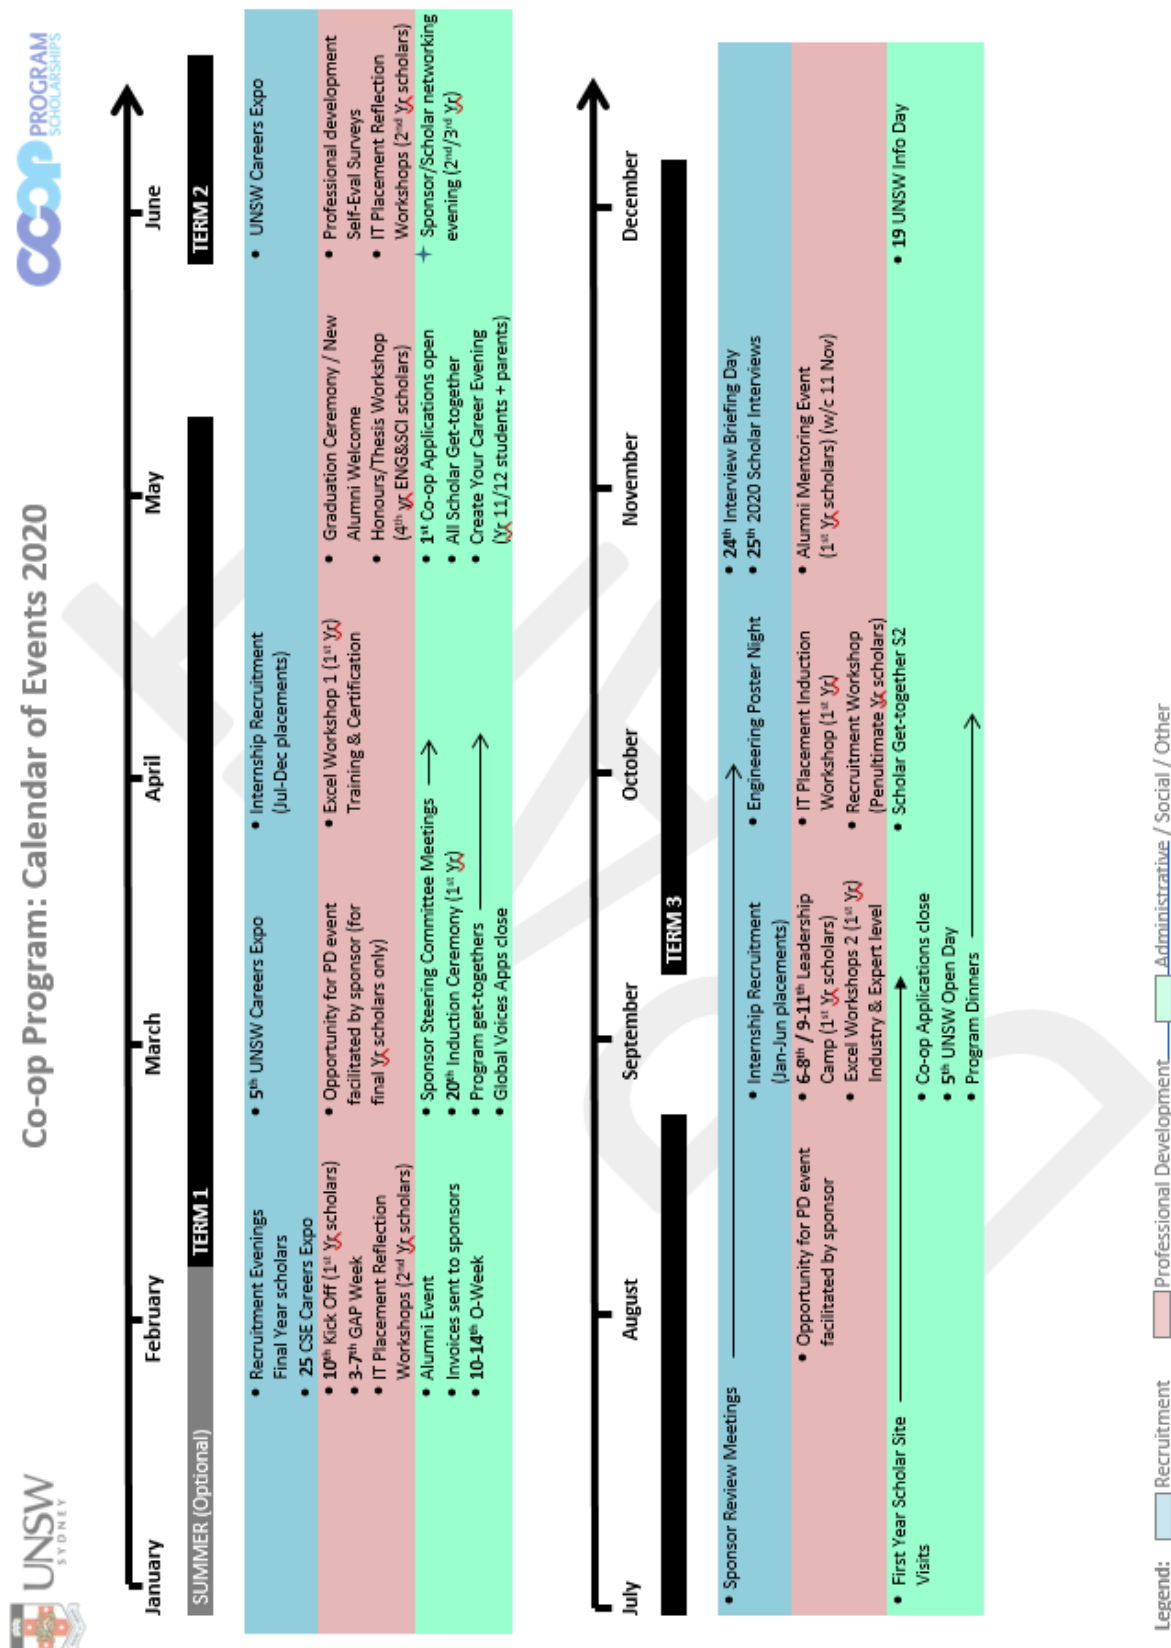 UNSW
SYDNEY
Co-op Program: Calendar of Events 2020
COOP PROGRAM
SCHOLARSHIPS
January
February
March
April
May
June
SUMMER (Optional)
TERM 1
TERM 2
• Recruitment Evenings
Final Year scholars
• 25 CSE Careers Expo
• 5th UNSW Careers Expo
• Internship Recruitment
(Jul-Dec placements)
• UNSW Careers Expo
• 10th Kick Off (1st Yr scholars)
• 3-7th GAP Week
• IT Placement Reflection
Workshops (2nd Yr scholars)
• Opportunity for PD event
facilitated by sponsor (for
final Yr scholars only)
• Excel Workshop 1 (1st Yr)
Training & Certification
• Graduation Ceremony / New
Alumni Welcome
• Honours/Thesis Workshop
(4th yr ENG&SCI scholars)
• Professional development
Self-Eval Surveys
• IT Placement Reflection
Workshops (2nd Yr scholars)
• Alumni Event
• Invoices sent to sponsors
• 10-14th O-Week
• Sponsor Steering Committee Meetings
• 20th Induction Ceremony (1st Yr)
• Program get-togethers
• Global Voices Apps close
• 1st Co-op Applications open
• All Scholar Get-together
• Create Your Career Evening
(Yr 11/12 students + parents)
Sponsor/Scholar networking
evening (2nd/3rd Yr)
July
August
September
October
November
December
TERM 3
• Sponsor Review Meetings
• Internship Recruitment
(Jan-Jun placements)
• Engineering Poster Night
• 24th Interview Briefing Day
• 25th 2020 Scholar Interviews
• Opportunity for PD event
facilitated by sponsor
• 6-8th / 9-11th Leadership
Camp (1st Yr scholars)
• Excel Workshops 2 (1st Yr)
Industry & Expert level
• IT Placement Induction
Workshop (1st Yr)
• Recruitment Workshop
(Penultimate Yr scholars)
• Alumni Mentoring Event
(1st Yr scholars) (w/c 11 Nov)
• First Year Scholar Site
Visits
• Co-op Applications close
• 5th UNSW Open Day
• Program Dinners
• Scholar Get-together S2
• 19 UNSW Info Day
Legend:
Recruitment
Professional Development
Administrative / Social / Other
DRAFT